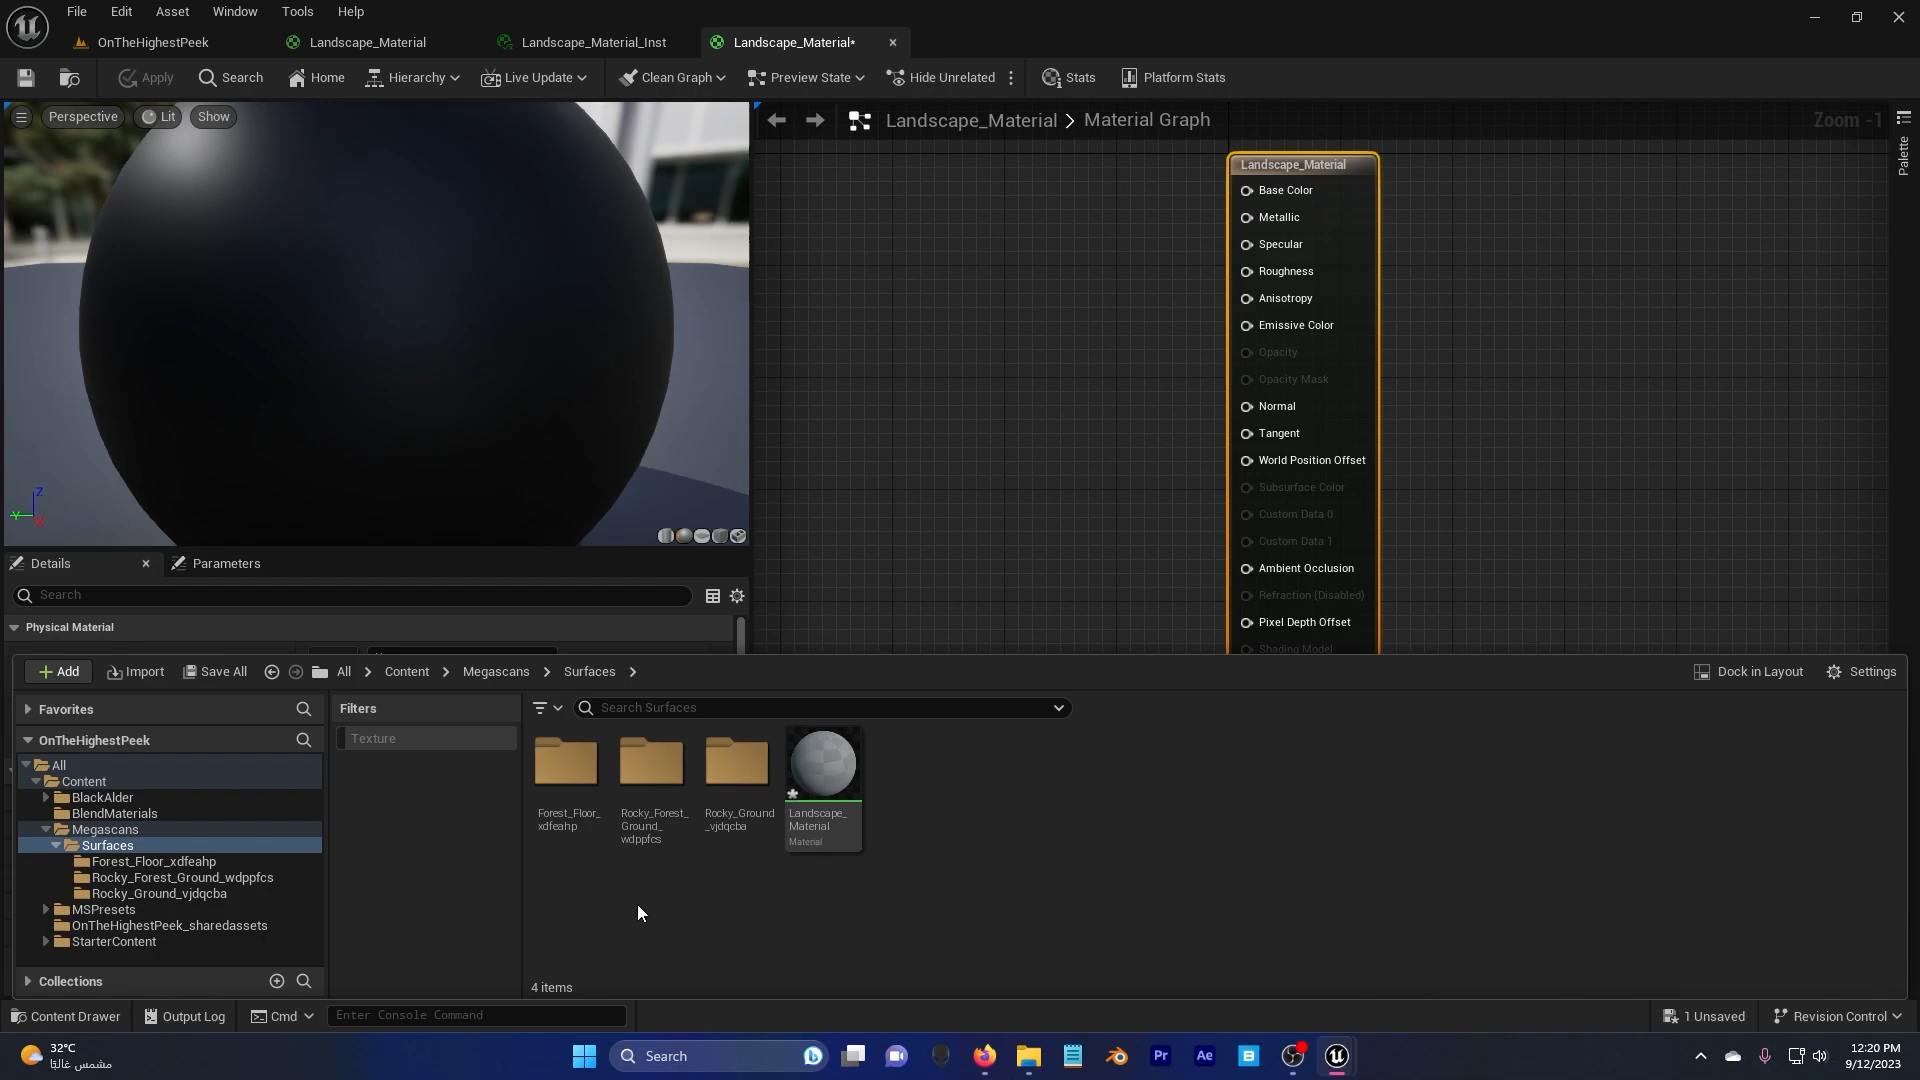 File Edit Asset Window Tools Help
OnTheHighestPeek Landscape_Material Landscape_Material_Inst Landscape_Material*
Apply Search Home Hierarchy Live Update Clean Graph Preview State Hide Unrelated Stats Platform Stats
Perspective Lit Show
Landscape_Material > Material Graph
Zoom -1
Palette
Landscape_Material
Base Color
Metallic
Specular
Roughness
Anisotropy
Emissive Color
Opacity
Opacity Mask
Normal
Tangent
World Position Offset
Subsurface Color
Custom Data 0
Custom Data 1
Ambient Occlusion
Refraction (Disabled)
Pixel Depth Offset
Shading Model
Z
Y
X
Details Parameters
Search
Physical Material
Add Import Save All All > Content > Megascans > Surfaces >
Dock in Layout Settings
Favorites
OnTheHighestPeek
All
Content
BlackAlder
BlendMaterials
Megascans
Surfaces
Forest_Floor_xdfeahp
Rocky_Forest_Ground_wdppfcs
Rocky_Ground_vjdqcba
MSPresets
OnTheHighestPeek_sharedassets
StarterContent
Collections
Filters
Texture
Search Surfaces
Forest_Floor_
xdfeahp
Rocky_Forest_
Ground_
wdppfcs
Rocky_Ground
_vjdqcba
Landscape_
Material
Material
4 items
Content Drawer Output Log Cmd Enter Console Command 1 Unsaved Revision Control
32°C
مشمس غالبًا
Search
Pr Ae B
12:20 PM
9/12/2023